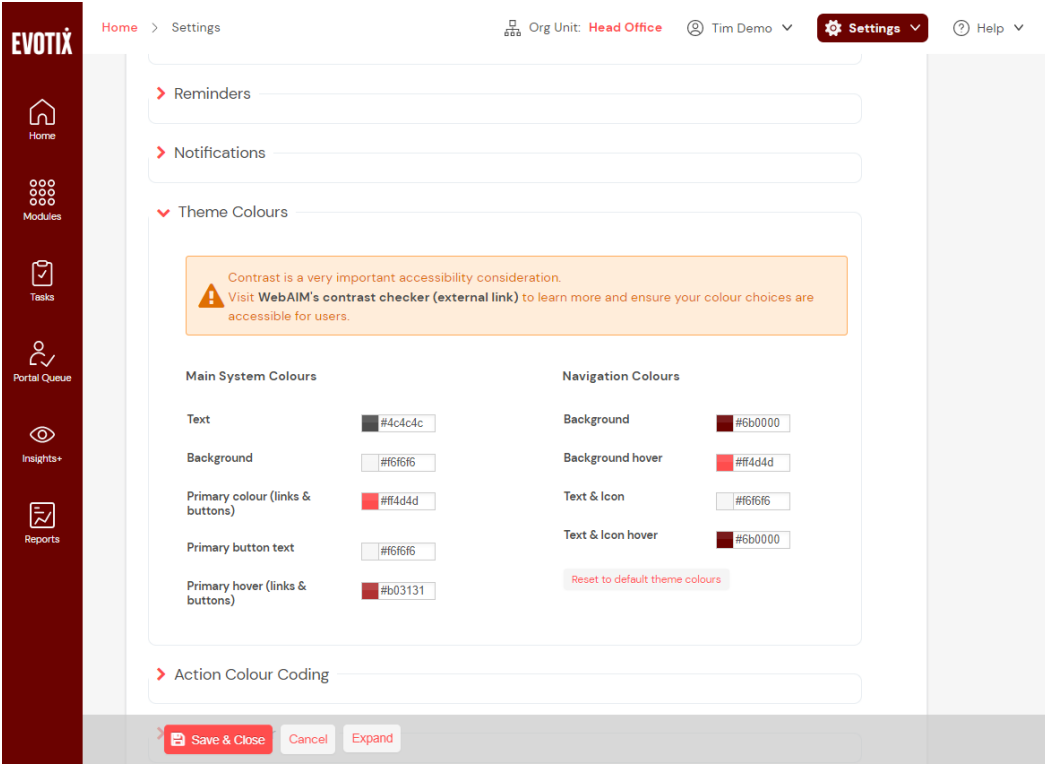 EVOTIX
Home > Settings
Org Unit: Head Office
Tim Demo
Settings
Help
Home
Modules
Tasks
Portal Queue
Insights+
Reports
Reminders
Notifications
Theme Colours
Contrast is a very important accessibility consideration.
Visit WebAIM's contrast checker (external link) to learn more and ensure your colour choices are
accessible for users.
Main System Colours
Text
#4c4c4c
Background
#f6f6f6
Primary colour (links &
buttons)
#ff4d4d
Primary button text
#f6f6f6
Primary hover (links &
buttons)
#b03131
Navigation Colours
Background
#6b0000
Background hover
#ff4d4d
Text & Icon
#f6f6f6
Text & Icon hover
#6b0000
Reset to default theme colours
Action Colour Coding
Save & Close
Cancel
Expand